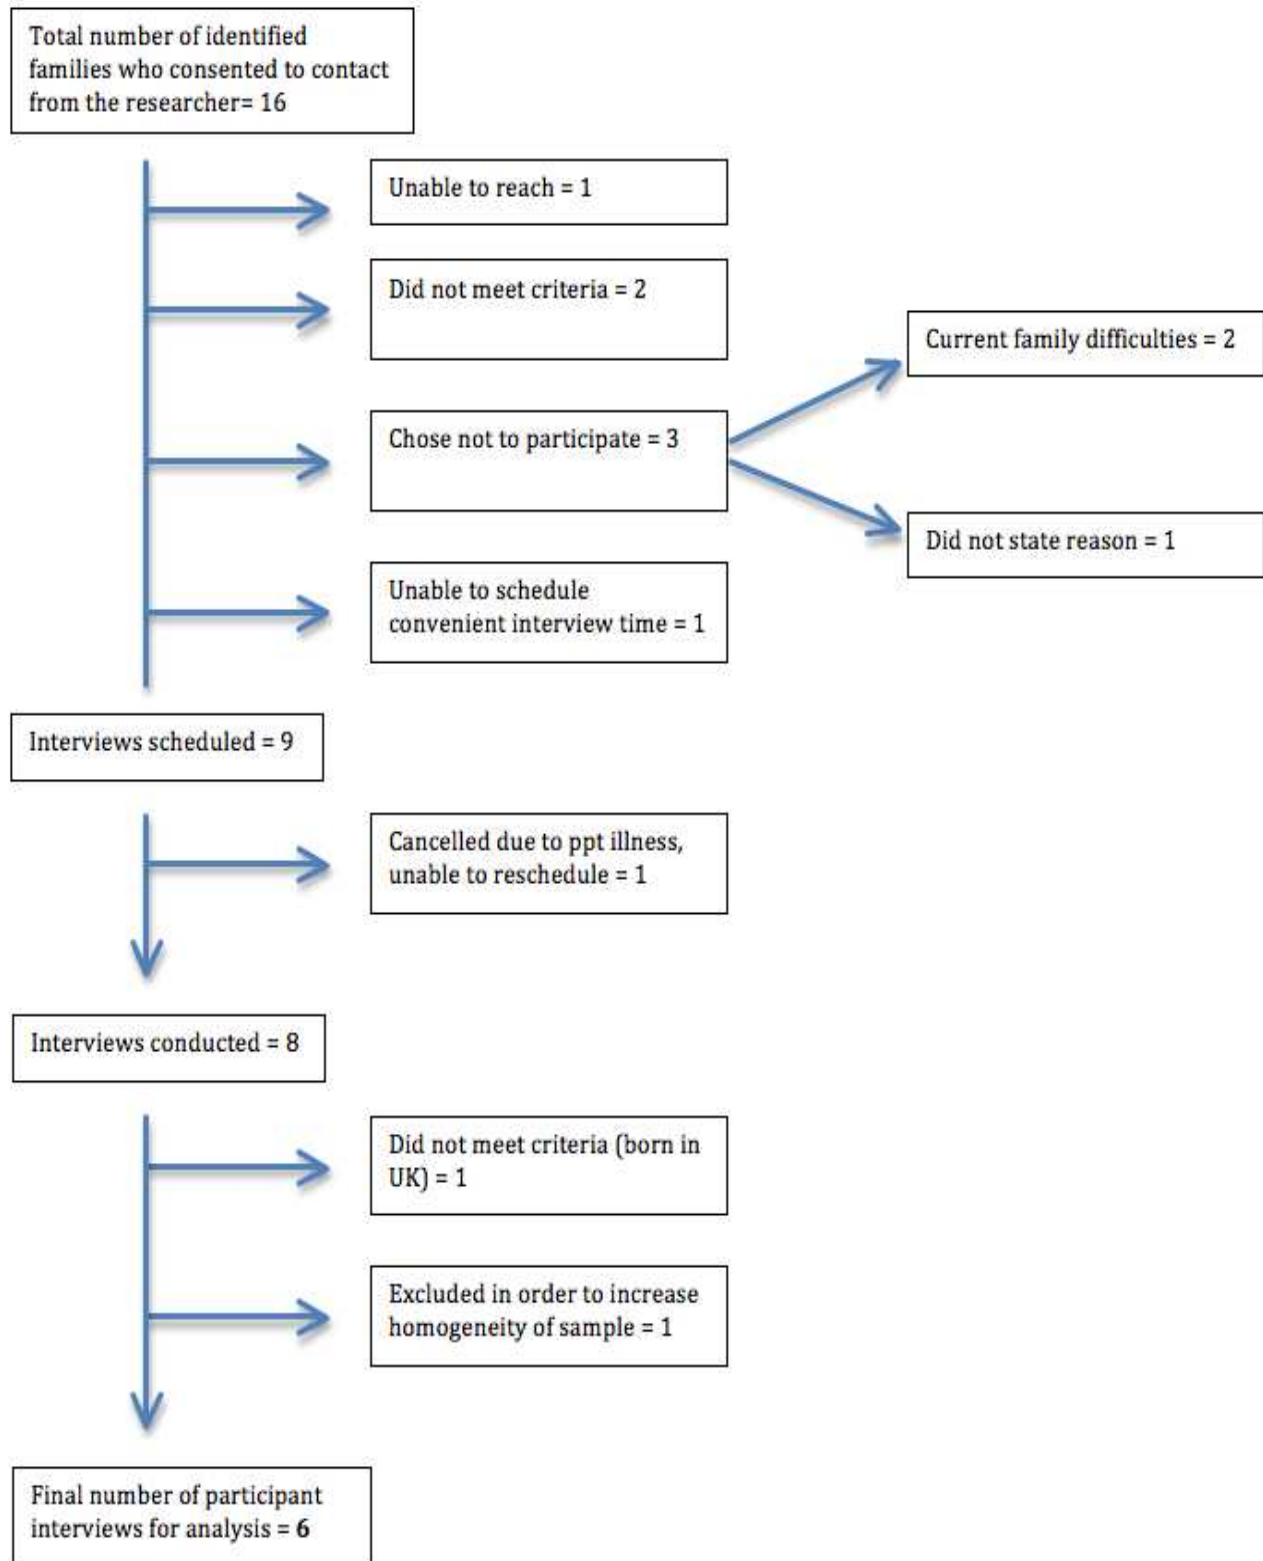 Total number of identified
families who consented to contact
from the researcher= 16
Unable to reach = 1
Did not meet criteria = 2
Current family difficulties = 2
Chose not to participate = 3
Did not state reason = 1
Unable to schedule
convenient interview time = 1
Interviews scheduled = 9
Cancelled due to ppt illness,
unable to reschedule = 1
Interviews conducted = 8
Did not meet criteria (born in
UK) = 1
Excluded in order to increase
homogeneity of sample = 1
Final number of participant
interviews for analysis = 6